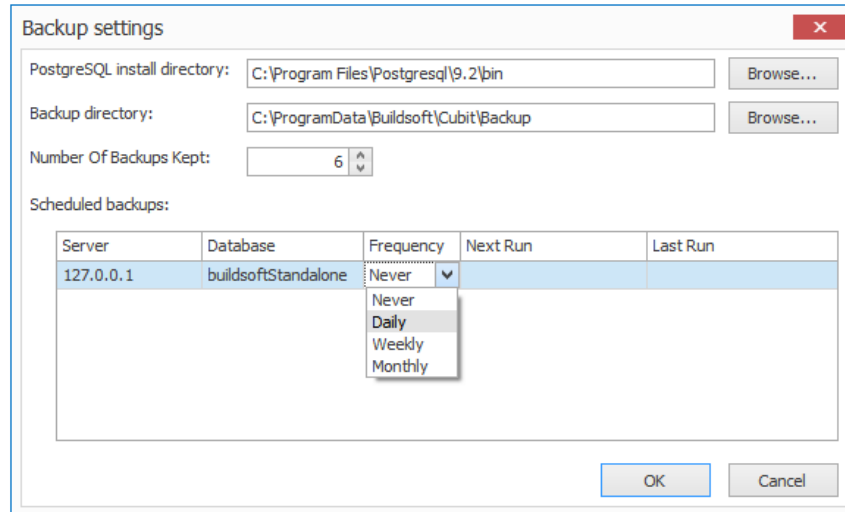 Backup settings
PostgreSQL install directory: C:\Program Files\Postgresql\9.2\bin Browse...
Backup directory: C:\ProgramData\Buildsoft\Cubit\Backup Browse...
Number Of Backups Kept: 6
Scheduled backups:
Server Database Frequency Next Run Last Run
127.0.0.1 buildsoftStandalone Never
Never
Daily
Weekly
Monthly
OK Cancel